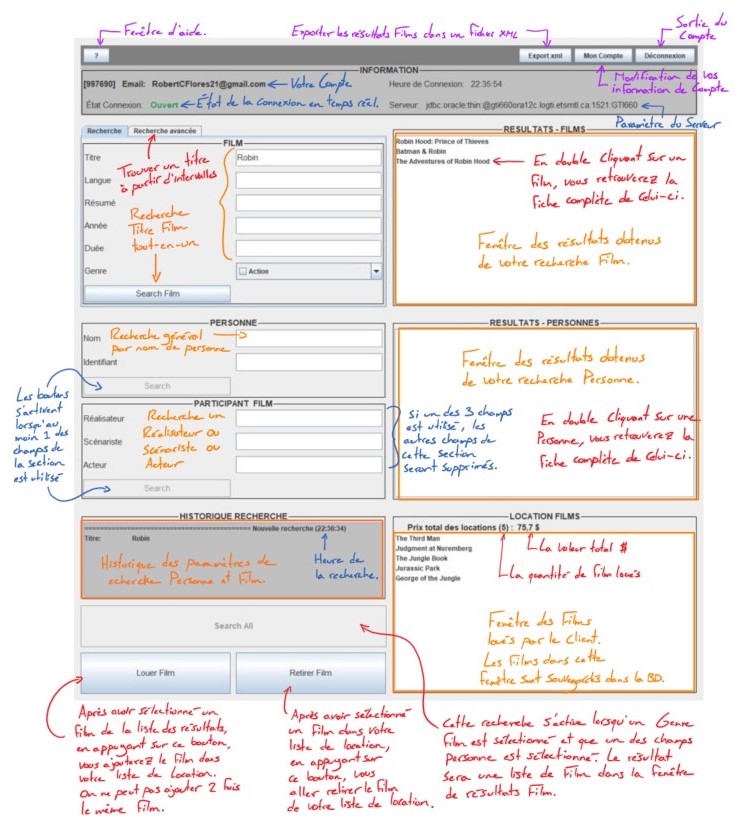 Fenêtre d'aide.
Exporter les résultats Films dans un fichier XML
Sortie du
Compte
?
Export xml
Mon Compte
Déconnexion
INFORMATION
Modification de vos
information de Compte
[997690] Email: RobertCFlores21@gmail.com
Votre Compte
Heure de Connexion: 22:35:54
État Connexion: Ouvert
État de la connexion en temps réel.
Serveur: jdbc:oracle:thin:@gti660ora12c.logti.etsmtl.ca:1521:GTI660
Paramètre du Serveur
Recherche
Recherche avancée
FILM
Titre
Robin
Langue
Résumé
Année
Duée
Genre
Action
Search Film
Trouver un titre
à partir d'intervalles
Recherche
Titre Film
tout-en-un
RESULTATS - FILMS
Robin Hood: Prince of Thieves
Batman & Robin
The Adventures of Robin Hood
En double Cliquant sur un
film, vous retrouverez la
fiche complète de Celui-ci.
Fenêtre des résultats obtenus
de votre recherche Film.
PERSONNE
Nom
Recherche général
par nom de personne
Identifiant
Search
RESULTATS - PERSONNES
Fenêtre des résultats obtenus
de votre recherche Personne.
En double Cliquant sur une
Personne, vous retrouverez la
fiche complète de Celui-ci.
Les boutons
s'activent
lorsqu'au
moin 1 des
champs de
la section
est utilisé
PARTICIPANT FILM
Réalisateur
Scénariste
Acteur
Search
Recherche un
Réalisateur ou
Scénariste ou
Acteur
Si un des 3 champs
est utilisé, les
autres champs de
cette section
seront supprimés.
HISTORIQUE RECHERCHE
Nouvelle recherche (22:36:34)
Titre: Robin
Historique des paramètres de
recherche Personne et Film.
Heure de
la recherche.
LOCATION FILMS
Prix total des locations (5) : 75,7 $
The Third Man
Judgment at Nuremberg
The Jungle Book
Jurassic Park
George of the Jungle
La valeur total $
La quantité de film loués
Fenêtre des Films
loués par le Client.
Les Films dans cette
fenêtre sont sauvegardés dans la BD.
Search All
Louer Film
Retirer Film
Après avoir sélectionné un
film de la liste des résultats,
en appuyant sur ce bouton,
vous ajouterez le film dans
votre liste de location.
On ne peut pas ajouter 2 fois
le même film.
Après avoir sélectionné
un film dans votre
liste de location,
en appuyant sur
ce bouton, vous
aller retirer le film
de votre liste de location.
Cette recherche s'active lorsqu'un Genre
Film est sélectionné et que un des champs
Personne est sélectionné. Le résultat
sera une liste de Film dans la fenêtre
de résultats Film.